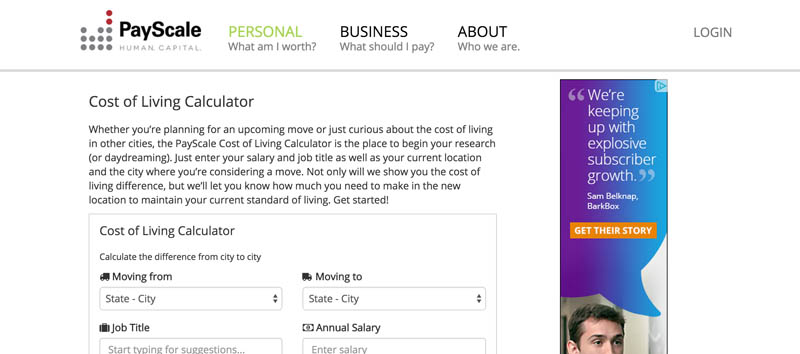 PayScale
HUMAN. CAPITAL.
PERSONAL
What am I worth?
BUSINESS
What should I pay?
ABOUT
Who we are.
LOGIN
Cost of Living Calculator
Whether you’re planning for an upcoming move or just curious about the cost of living
in other cities, the PayScale Cost of Living Calculator is the place to begin your research
(or daydreaming). Just enter your salary and job title as well as your current location
and the city where you’re considering a move. Not only will we show you the cost of
living difference, but we’ll let you know how much you need to make in the new
location to maintain your current standard of living. Get started!
Cost of Living Calculator
Calculate the difference from city to city
Moving from
Moving to
State - City
State - City
Job Title
Annual Salary
Start typing for suggestions...
Enter salary
“We’re
keeping
up with
explosive
subscriber
growth.”
Sam Belknap,
BarkBox
GET THEIR STORY